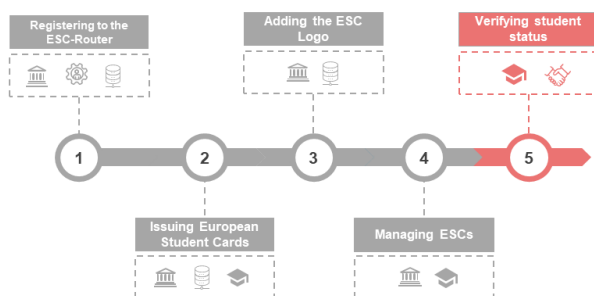 Registering to the
ESC-Router
Adding the ESC
Logo
Verifying student
status
1
2
3
4
5
Issuing European
Student Cards
Managing ESCs